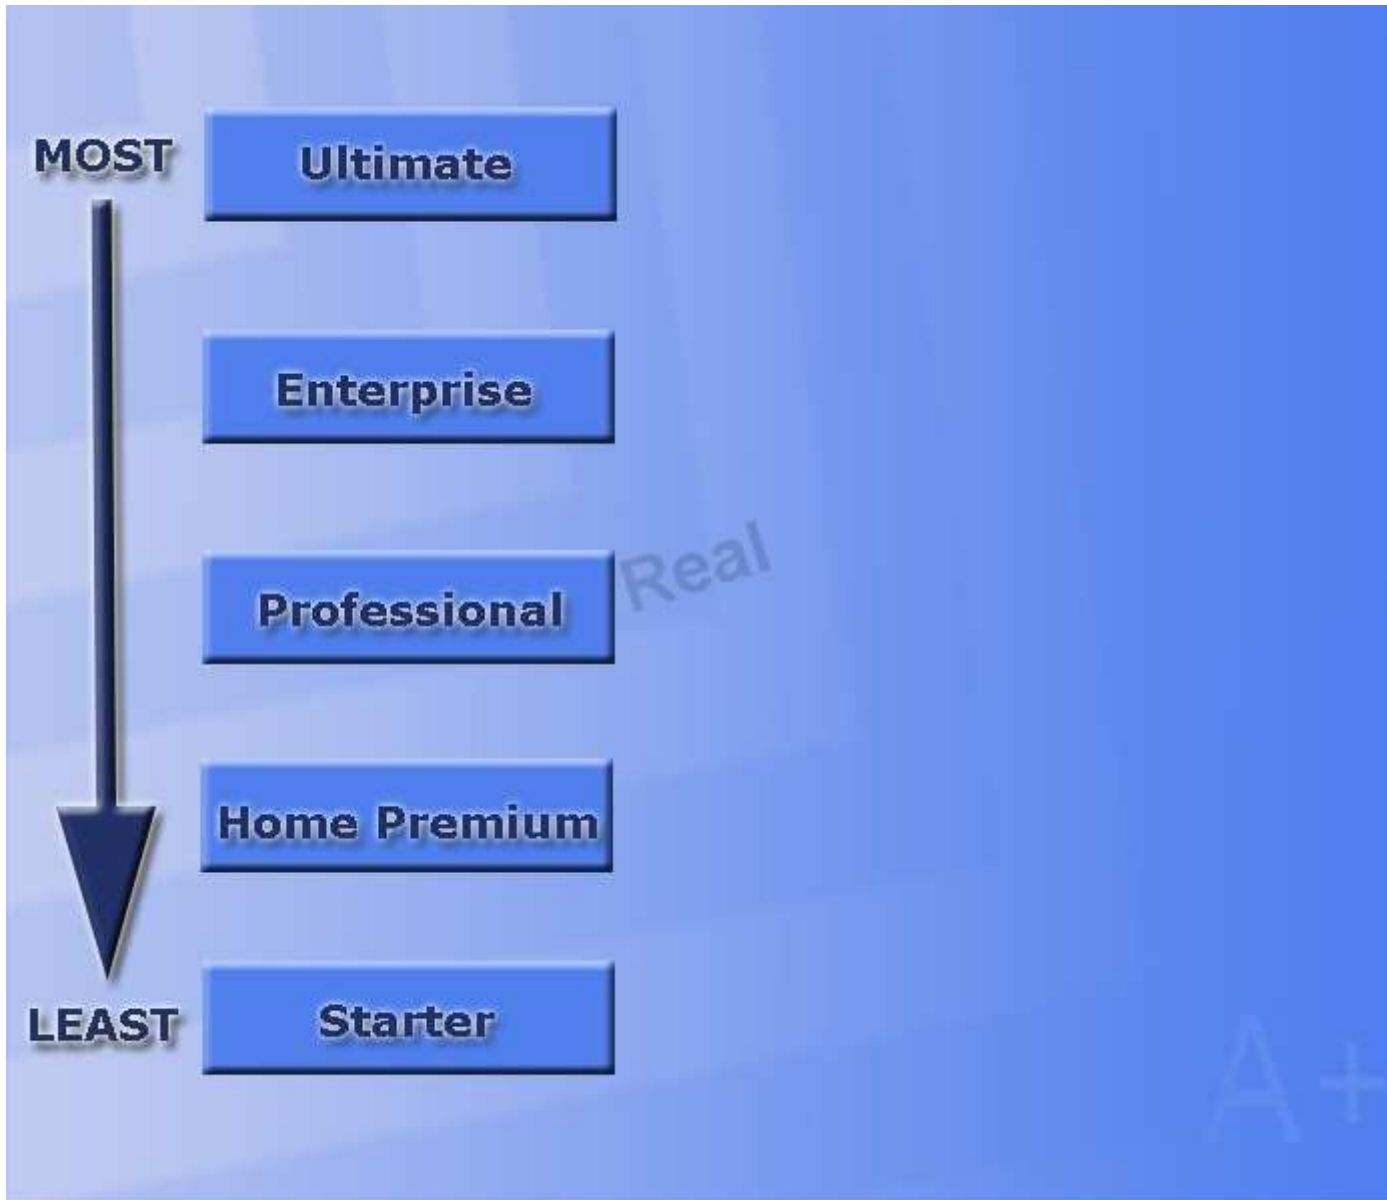 MOST
Ultimate
Enterprise
Real
Professional
Home Premium
LEAST
Starter
A+